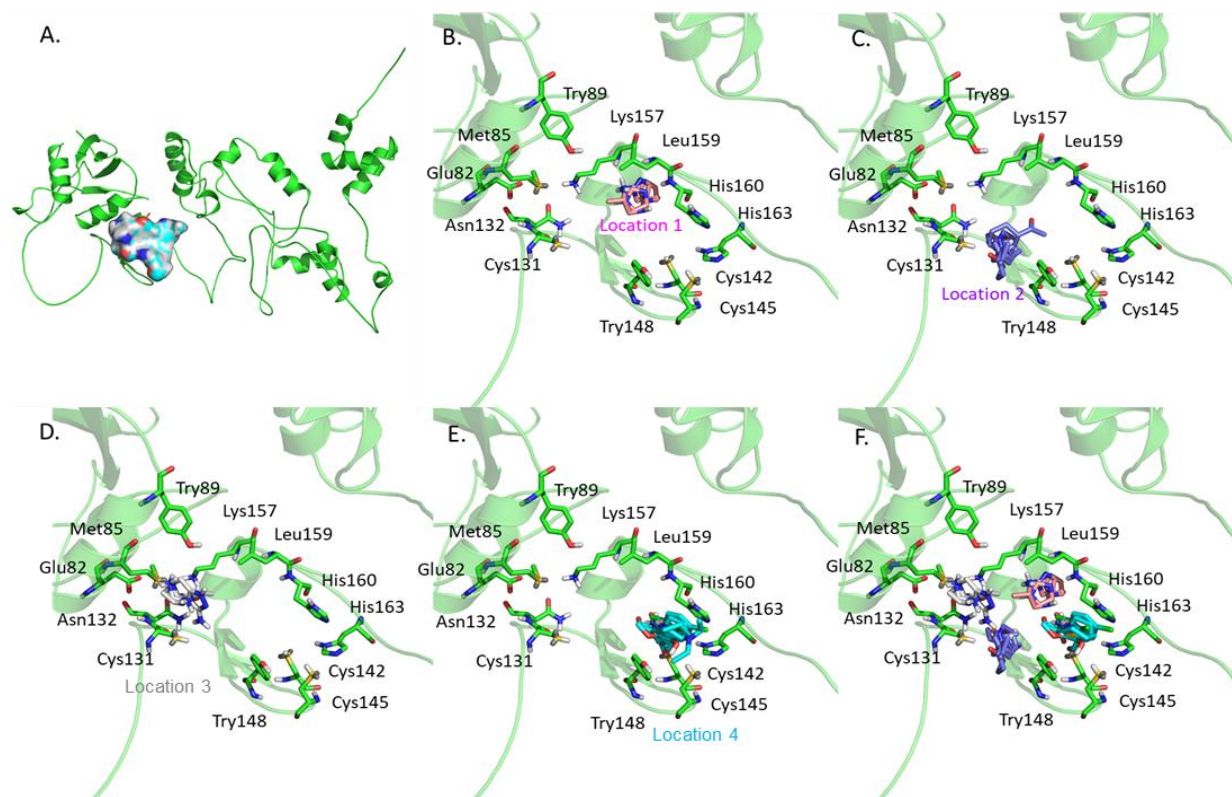 A.
B.
Try89
Lys157
Met85
Leu159
Glu82
His160
Asn132
Location 1
His163
Cys131
Cys142
Cys145
Try148
C.
Try89
Lys157
Met85
Leu159
Glu82
His160
Asn132
His163
Cys131
Cys142
Location 2
Cys145
Try148
D.
Try89
Lys157
Met85
Leu159
Glu82
His160
Asn132
His163
Cys131
Cys142
Location 3
Cys145
Try148
E.
Try89
Lys157
Met85
Leu159
Glu82
His160
Asn132
His163
Cys131
Cys142
Cys145
Try148
Location 4
F.
Try89
Lys157
Met85
Leu159
Glu82
His160
Asn132
His163
Cys131
Cys142
Cys145
Try148